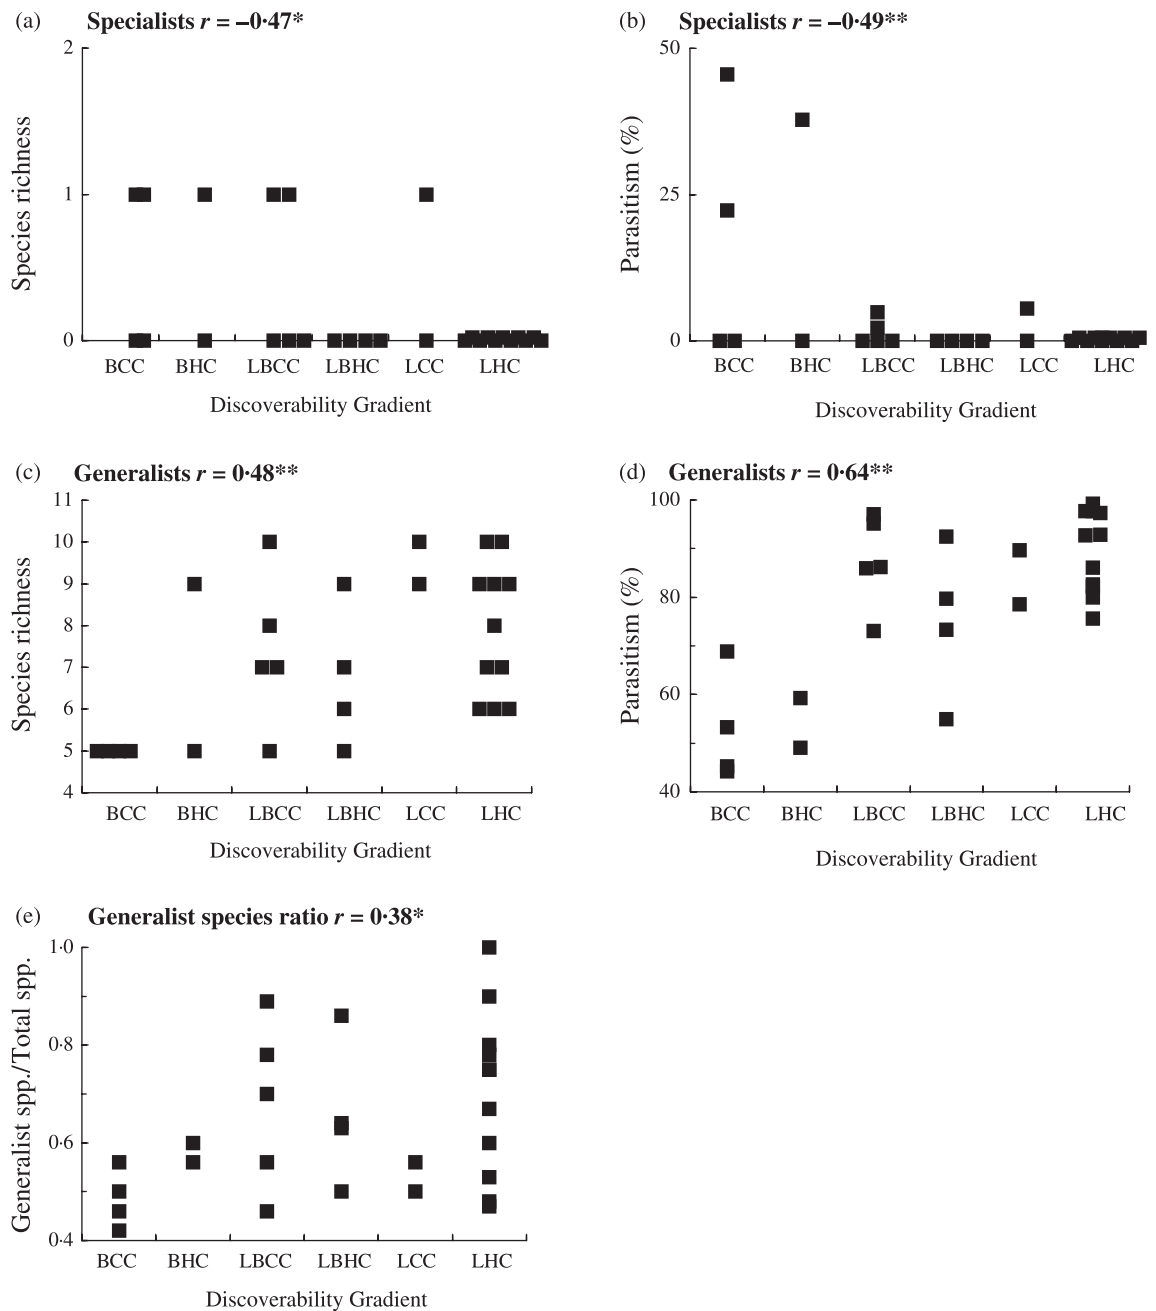 (a) Specialists r = –0·47*
2
1
0
Species richness
BCC BHC LBCC LBHC LCC LHC
Discoverability Gradient
(b) Specialists r = –0·49**
50
25
0
Parasitism (%)
BCC BHC LBCC LBHC LCC LHC
Discoverability Gradient
(c) Generalists r = 0·48**
11
10
9
8
7
6
5
4
Species richness
BCC BHC LBCC LBHC LCC LHC
Discoverability Gradient
(d) Generalists r = 0·64**
100
80
60
40
Parasitism (%)
BCC BHC LBCC LBHC LCC LHC
Discoverability Gradient
(e) Generalist species ratio r = 0·38*
1·0
0·8
0·6
0·4
Generalist spp./Total spp.
BCC BHC LBCC LBHC LCC LHC
Discoverability Gradient